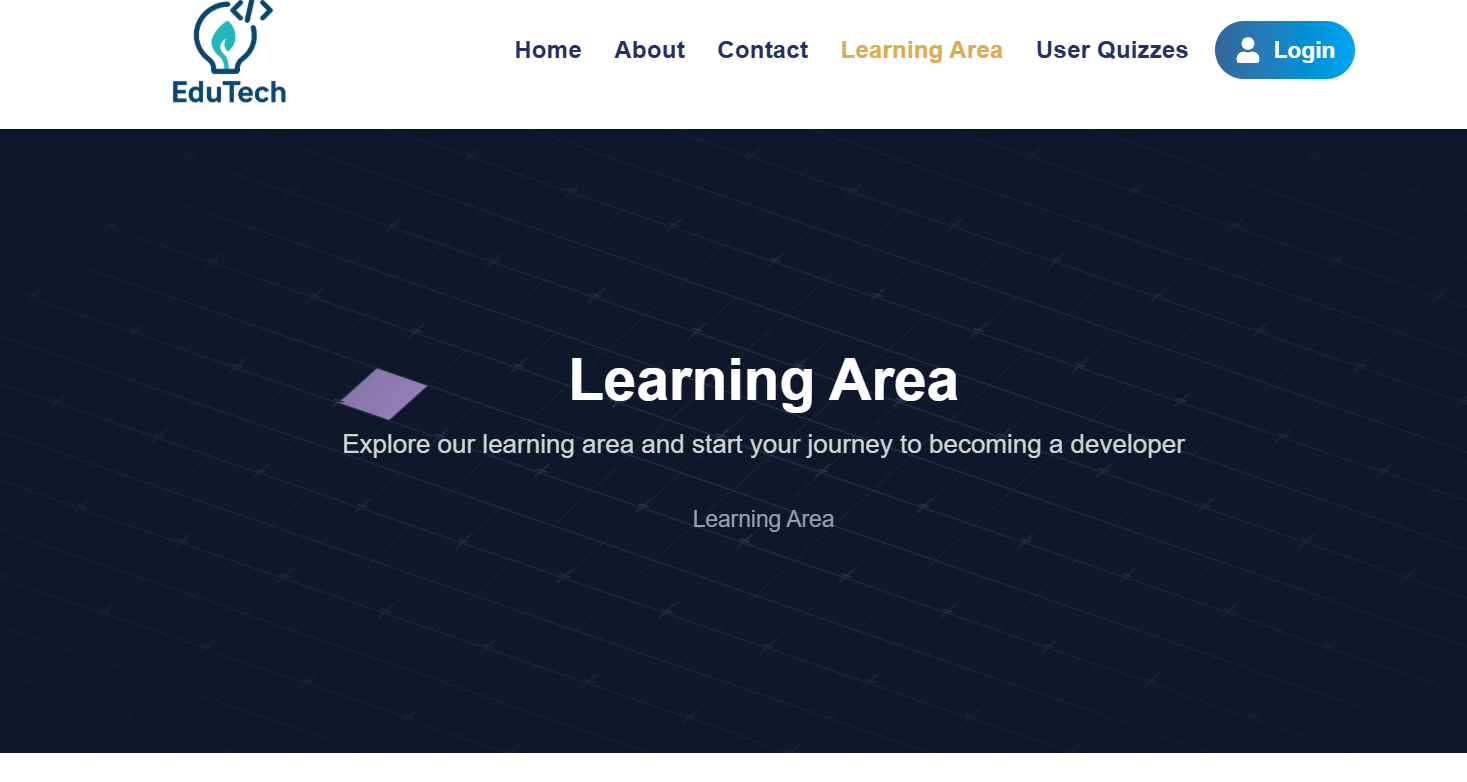 </>
EduTech
Home About Contact Learning Area User Quizzes Login
Learning Area
Explore our learning area and start your journey to becoming a developer
Learning Area